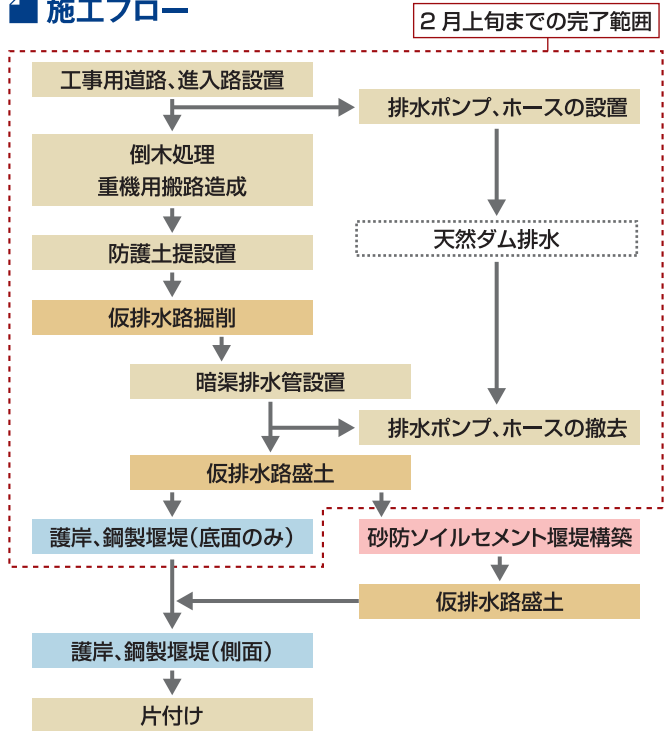 施工フロー
2月上旬までの完了範囲
工事用道路、進入路設置
排水ポンプ、ホースの設置
倒木処理
重機用搬路造成
天然ダム排水
防護土提設置
仮排水路掘削
暗渠排水管設置
排水ポンプ、ホースの撤去
仮排水路盛土
護岸、鋼製堰堤(底面のみ)
砂防ソイルセメント堰堤構築
仮排水路盛土
護岸、鋼製堰堤(側面)
片付け